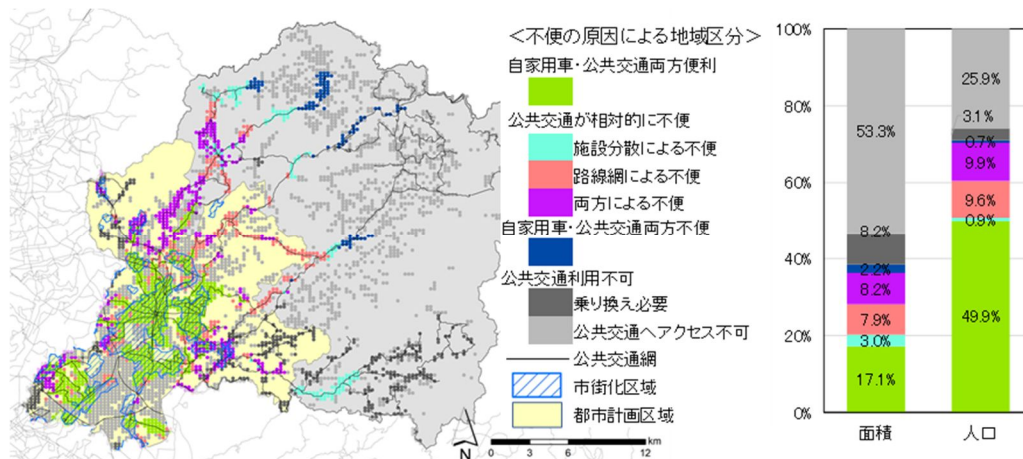 <不便の原因による地域区分>
自家用車・公共交通両方便利
公共交通が相対的に不便
施設分散による不便
路線網による不便
両方による不便
自家用車・公共交通両方不便
公共交通利用不可
乗り換え必要
公共交通へアクセス不可
公共交通網
市街化区域
都市計画区域
N
0 3 6 12 km
100%
80%
60%
40%
20%
0%
53.3%
8.2%
2.2%
8.2%
7.9%
3.0%
17.1%
面積
25.9%
3.1%
0.7%
9.9%
9.6%
0.9%
49.9%
人口